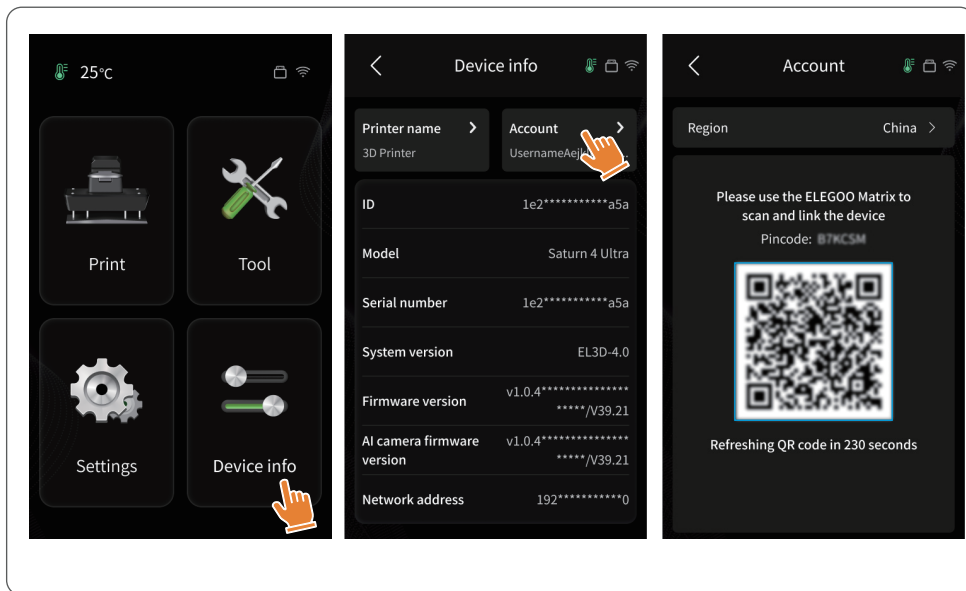 25°C
Print
Tool
Settings
Device info
Device info
Printer name
Account
3D Printer
ID
1e2***********a5a
Model
Saturn 4 Ultra
Serial number
1e2***********a5a
System version
EL3D-4.0
Firmware version
v1.0.4***************
*****/V39.21
AI camera firmware
version
v1.0.4***************
*****/V39.21
Network address
192***********0
Account
Region
China
Please use the ELEGOO Matrix to
scan and link the device
Pincode: B7KCSM
Refreshing QR code in 230 seconds